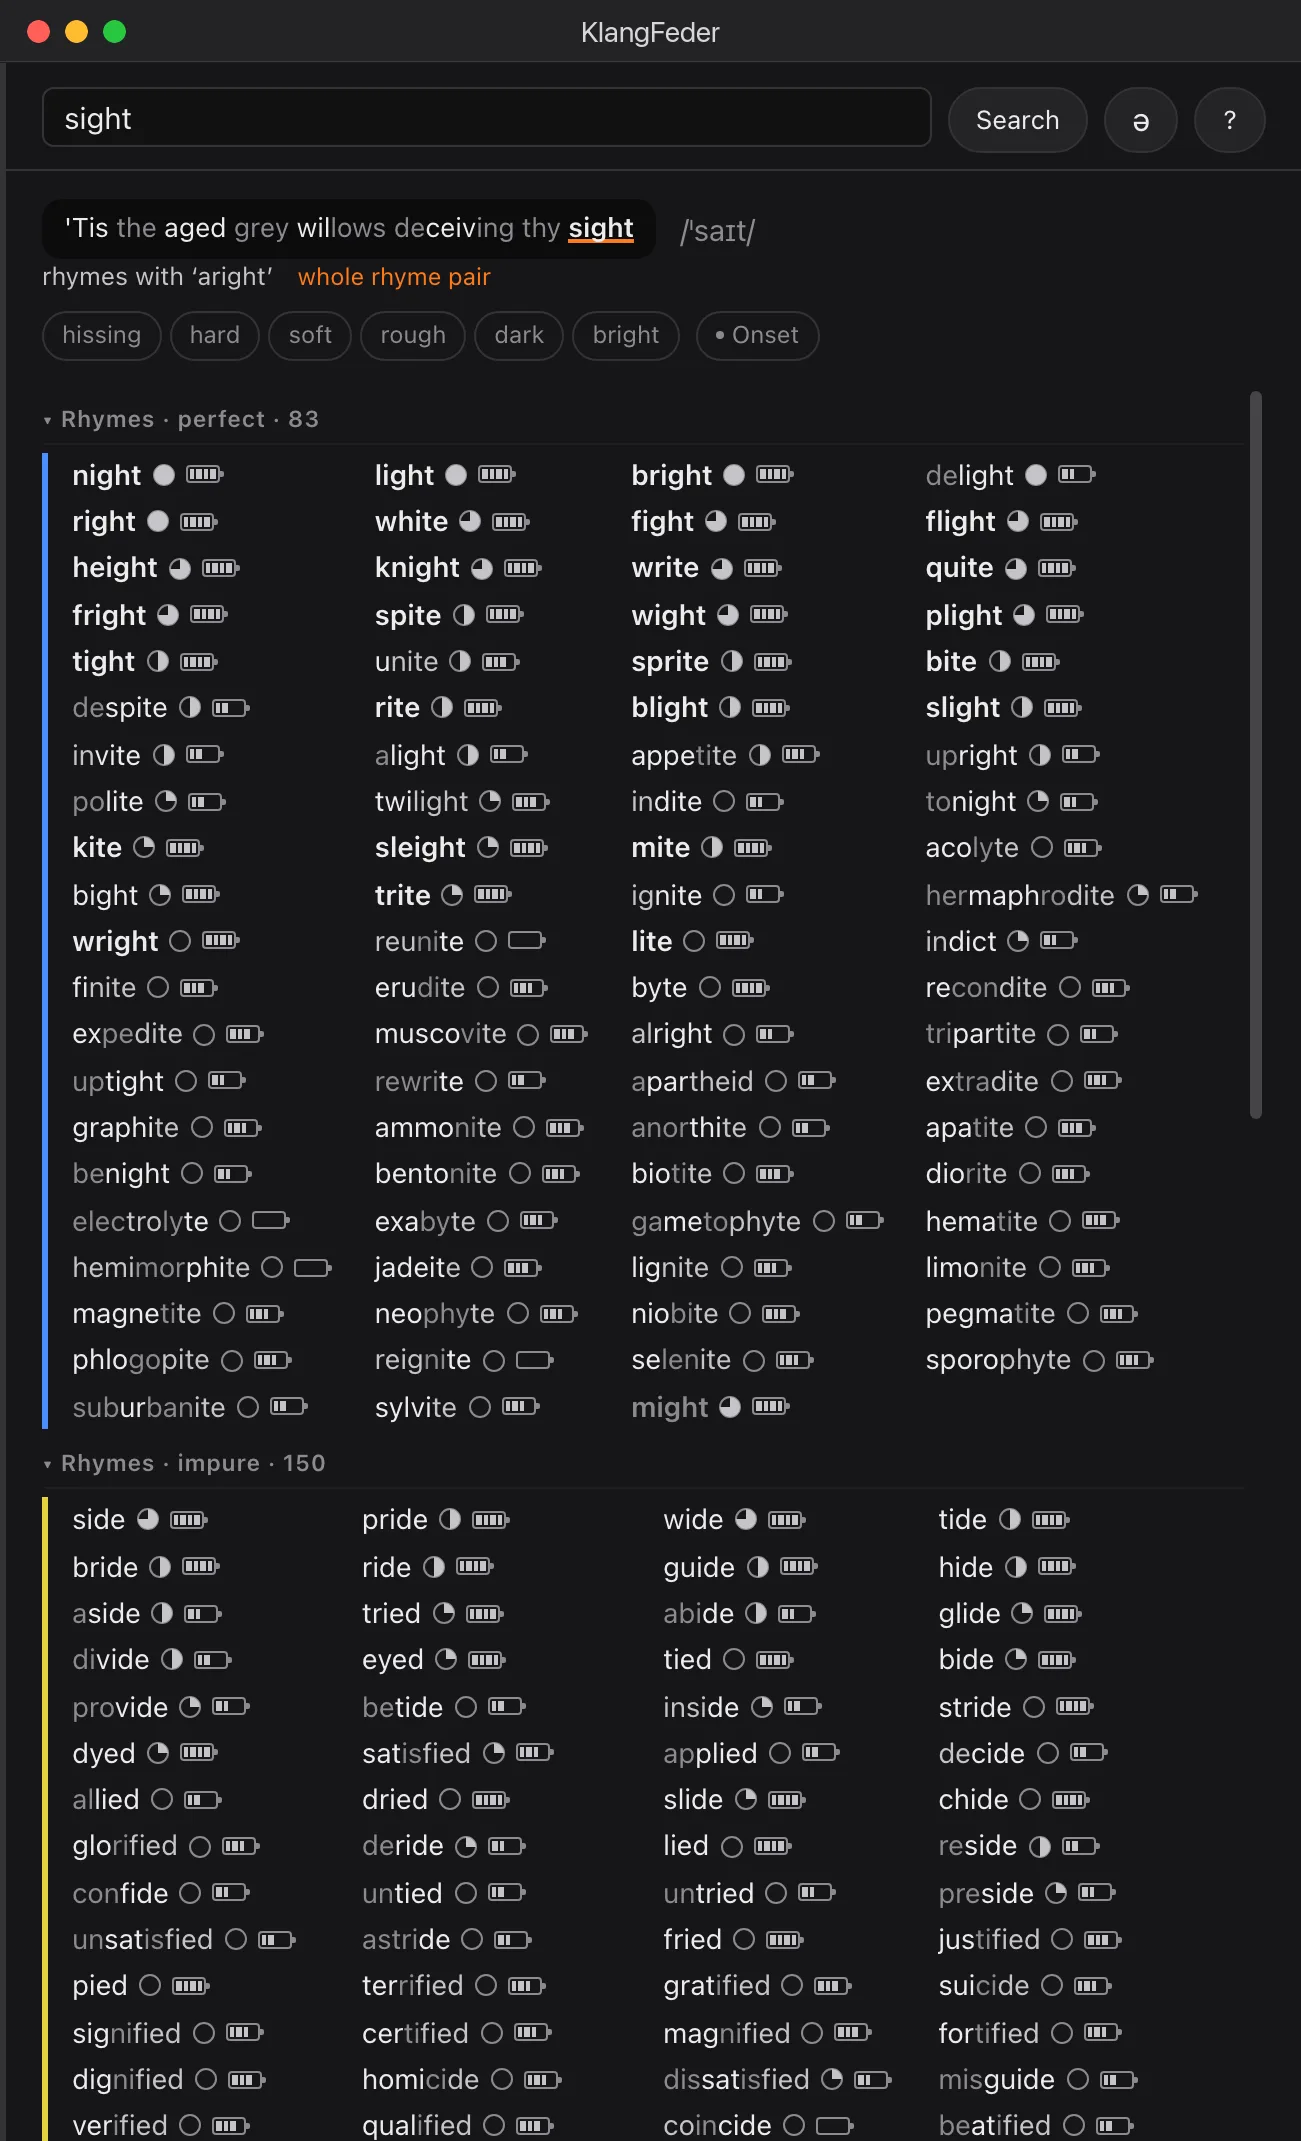 KlangFeder
sight Search ə ?
'Tis the aged grey willows deceiving thy sight /ˈsaɪt/
rhymes with ‘aright’ whole rhyme pair
hissing hard soft rough dark bright • Onset
▾ Rhymes · perfect · 83
night light bright delight
right white fight flight
height knight write quite
fright spite wight plight
tight unite sprite bite
despite rite blight slight
invite alight appetite upright
polite twilight indite tonight
kite sleight mite acolyte
bight trite ignite hermaphrodite
wright reunite lite indict
finite erudite byte recondite
expedite muscovite alright tripartite
uptight rewrite apartheid extradite
graphite ammonite anorthite apatite
benight bentonite biotite diorite
electrolyte exabyte gametophyte hematite
hemimorphite jadeite lignite limonite
magnetite neophyte niobite pegmatite
phlogopite reignite selenite sporophyte
suburbanite sylvite might
▾ Rhymes · impure · 150
side pride wide tide
bride ride guide hide
aside tried abide glide
divide eyed tied bide
provide betide inside stride
dyed satisfied applied decide
allied dried slide chide
glorified deride lied reside
confide untied untried preside
unsatisfied astride fried justified
pied terrified gratified suicide
signified certified magnified fortified
dignified homicide dissatisfied misguide
verified qualified coincide beatified